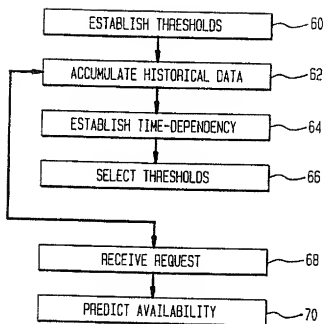 ESTABLISH THRESHOLDS 60
ACCUMULATE HISTORICAL DATA 62
ESTABLISH TIME-DEPENDENCY 64
SELECT THRESHOLDS 66
RECEIVE REQUEST 68
PREDICT AVAILABILITY 70